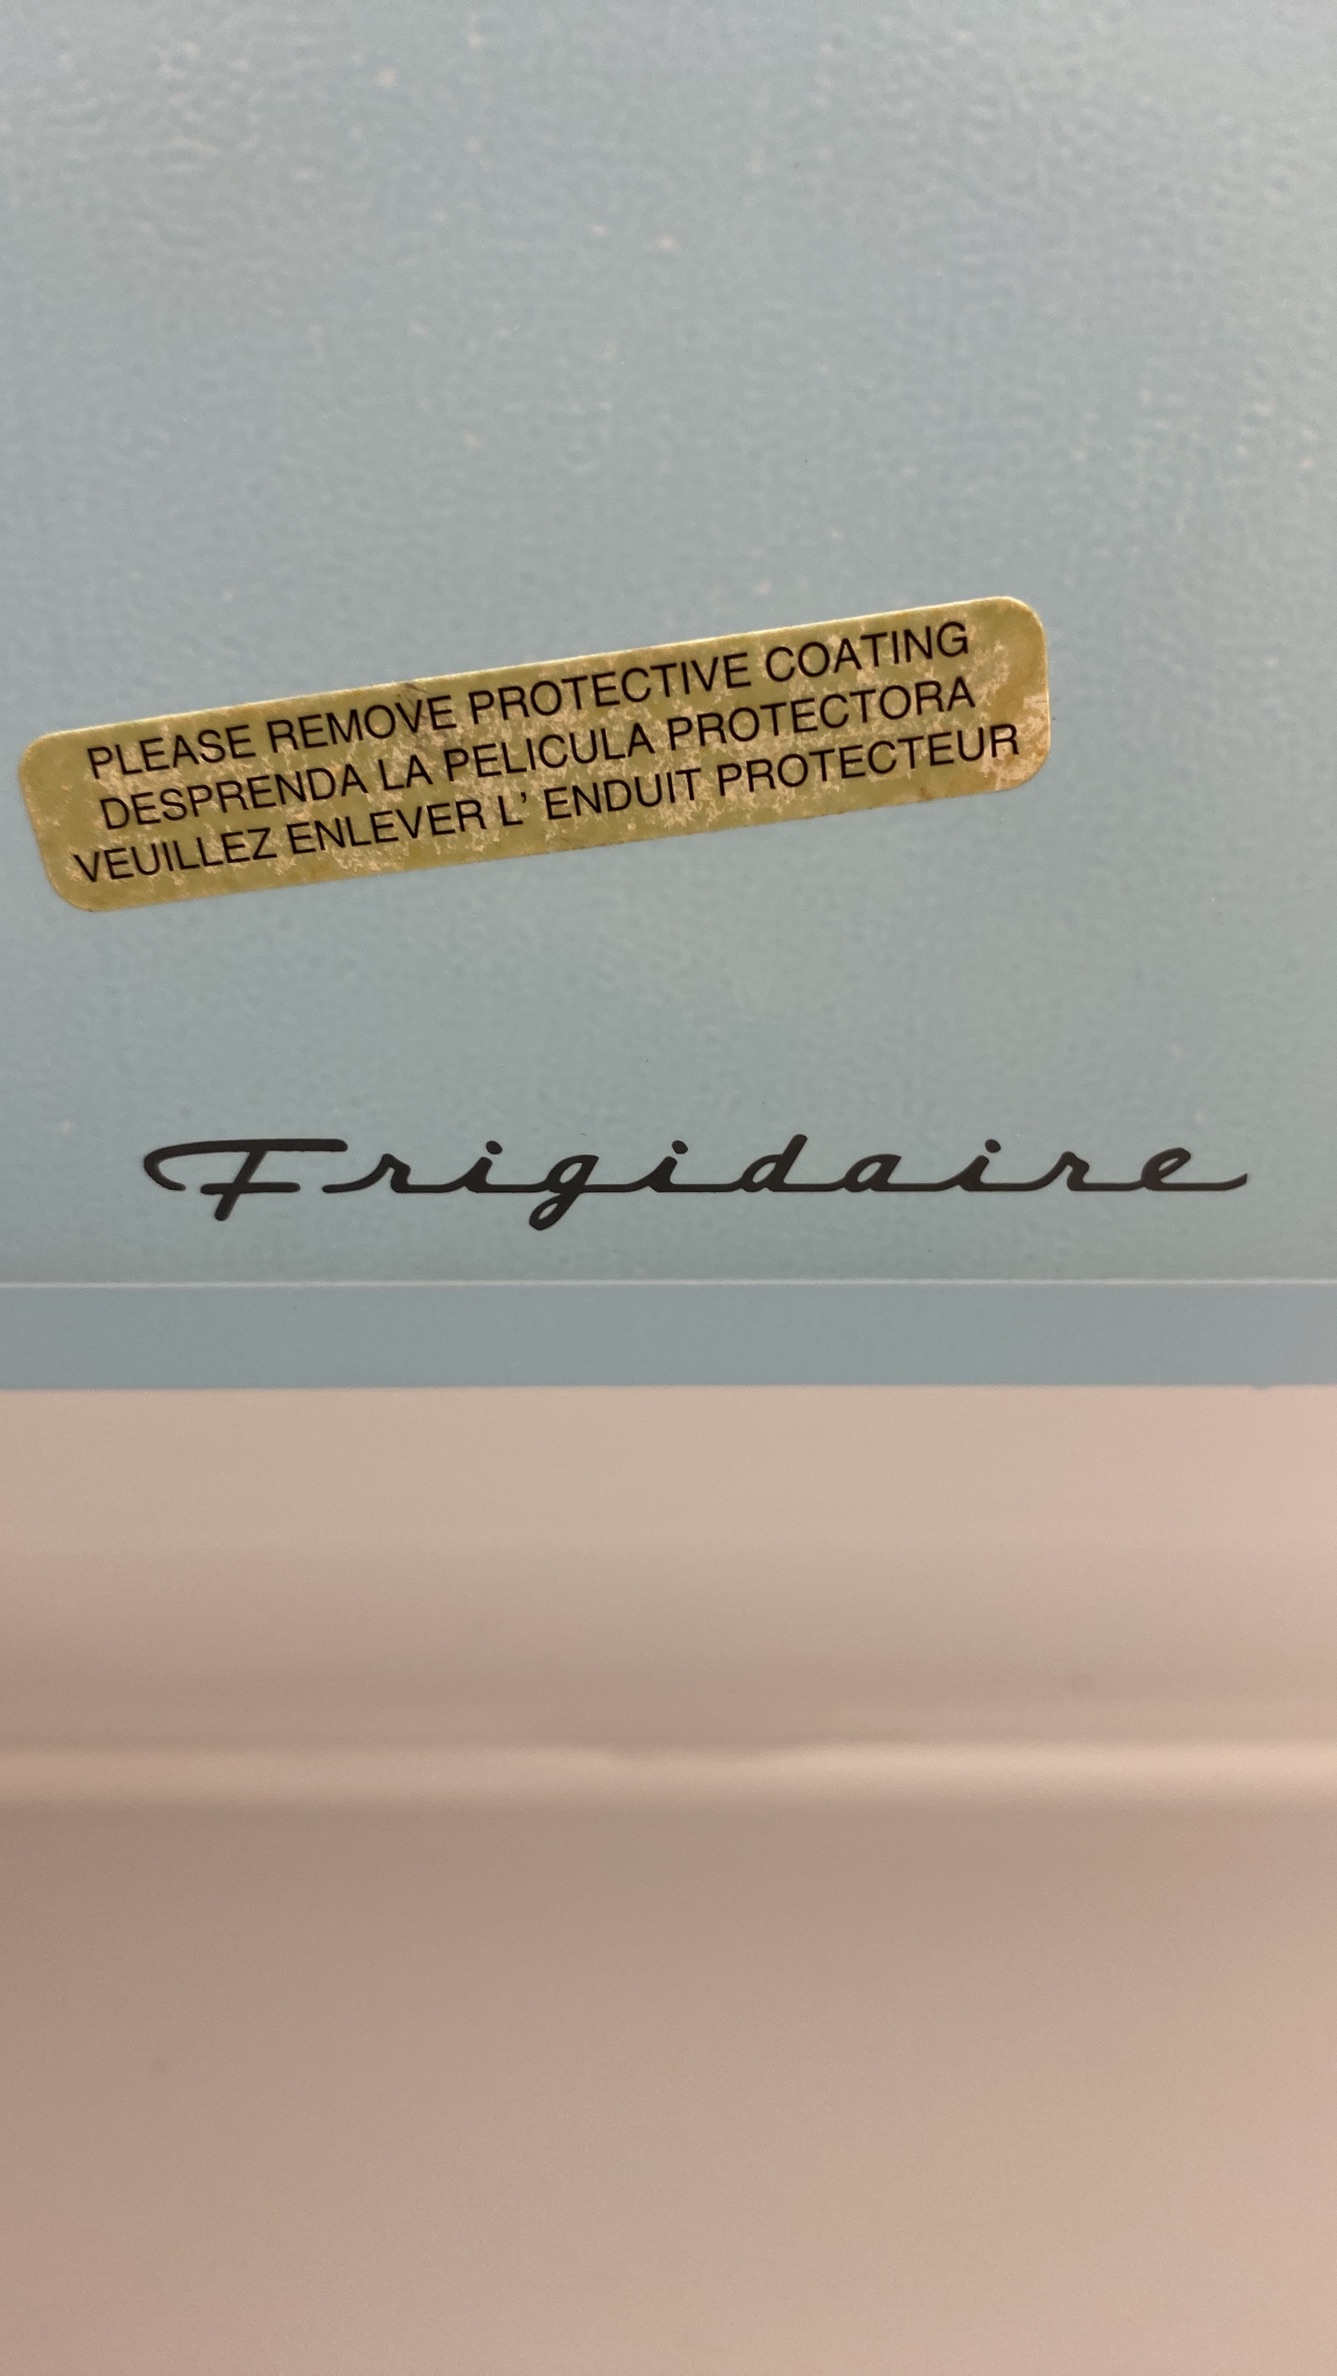 PLEASE REMOVE PROTECTIVE COATING
DESPRENDA LA PELICULA PROTECTORA
VEUILLEZ ENLEVER L' ENDUIT PROTECTEUR
Frigidaire